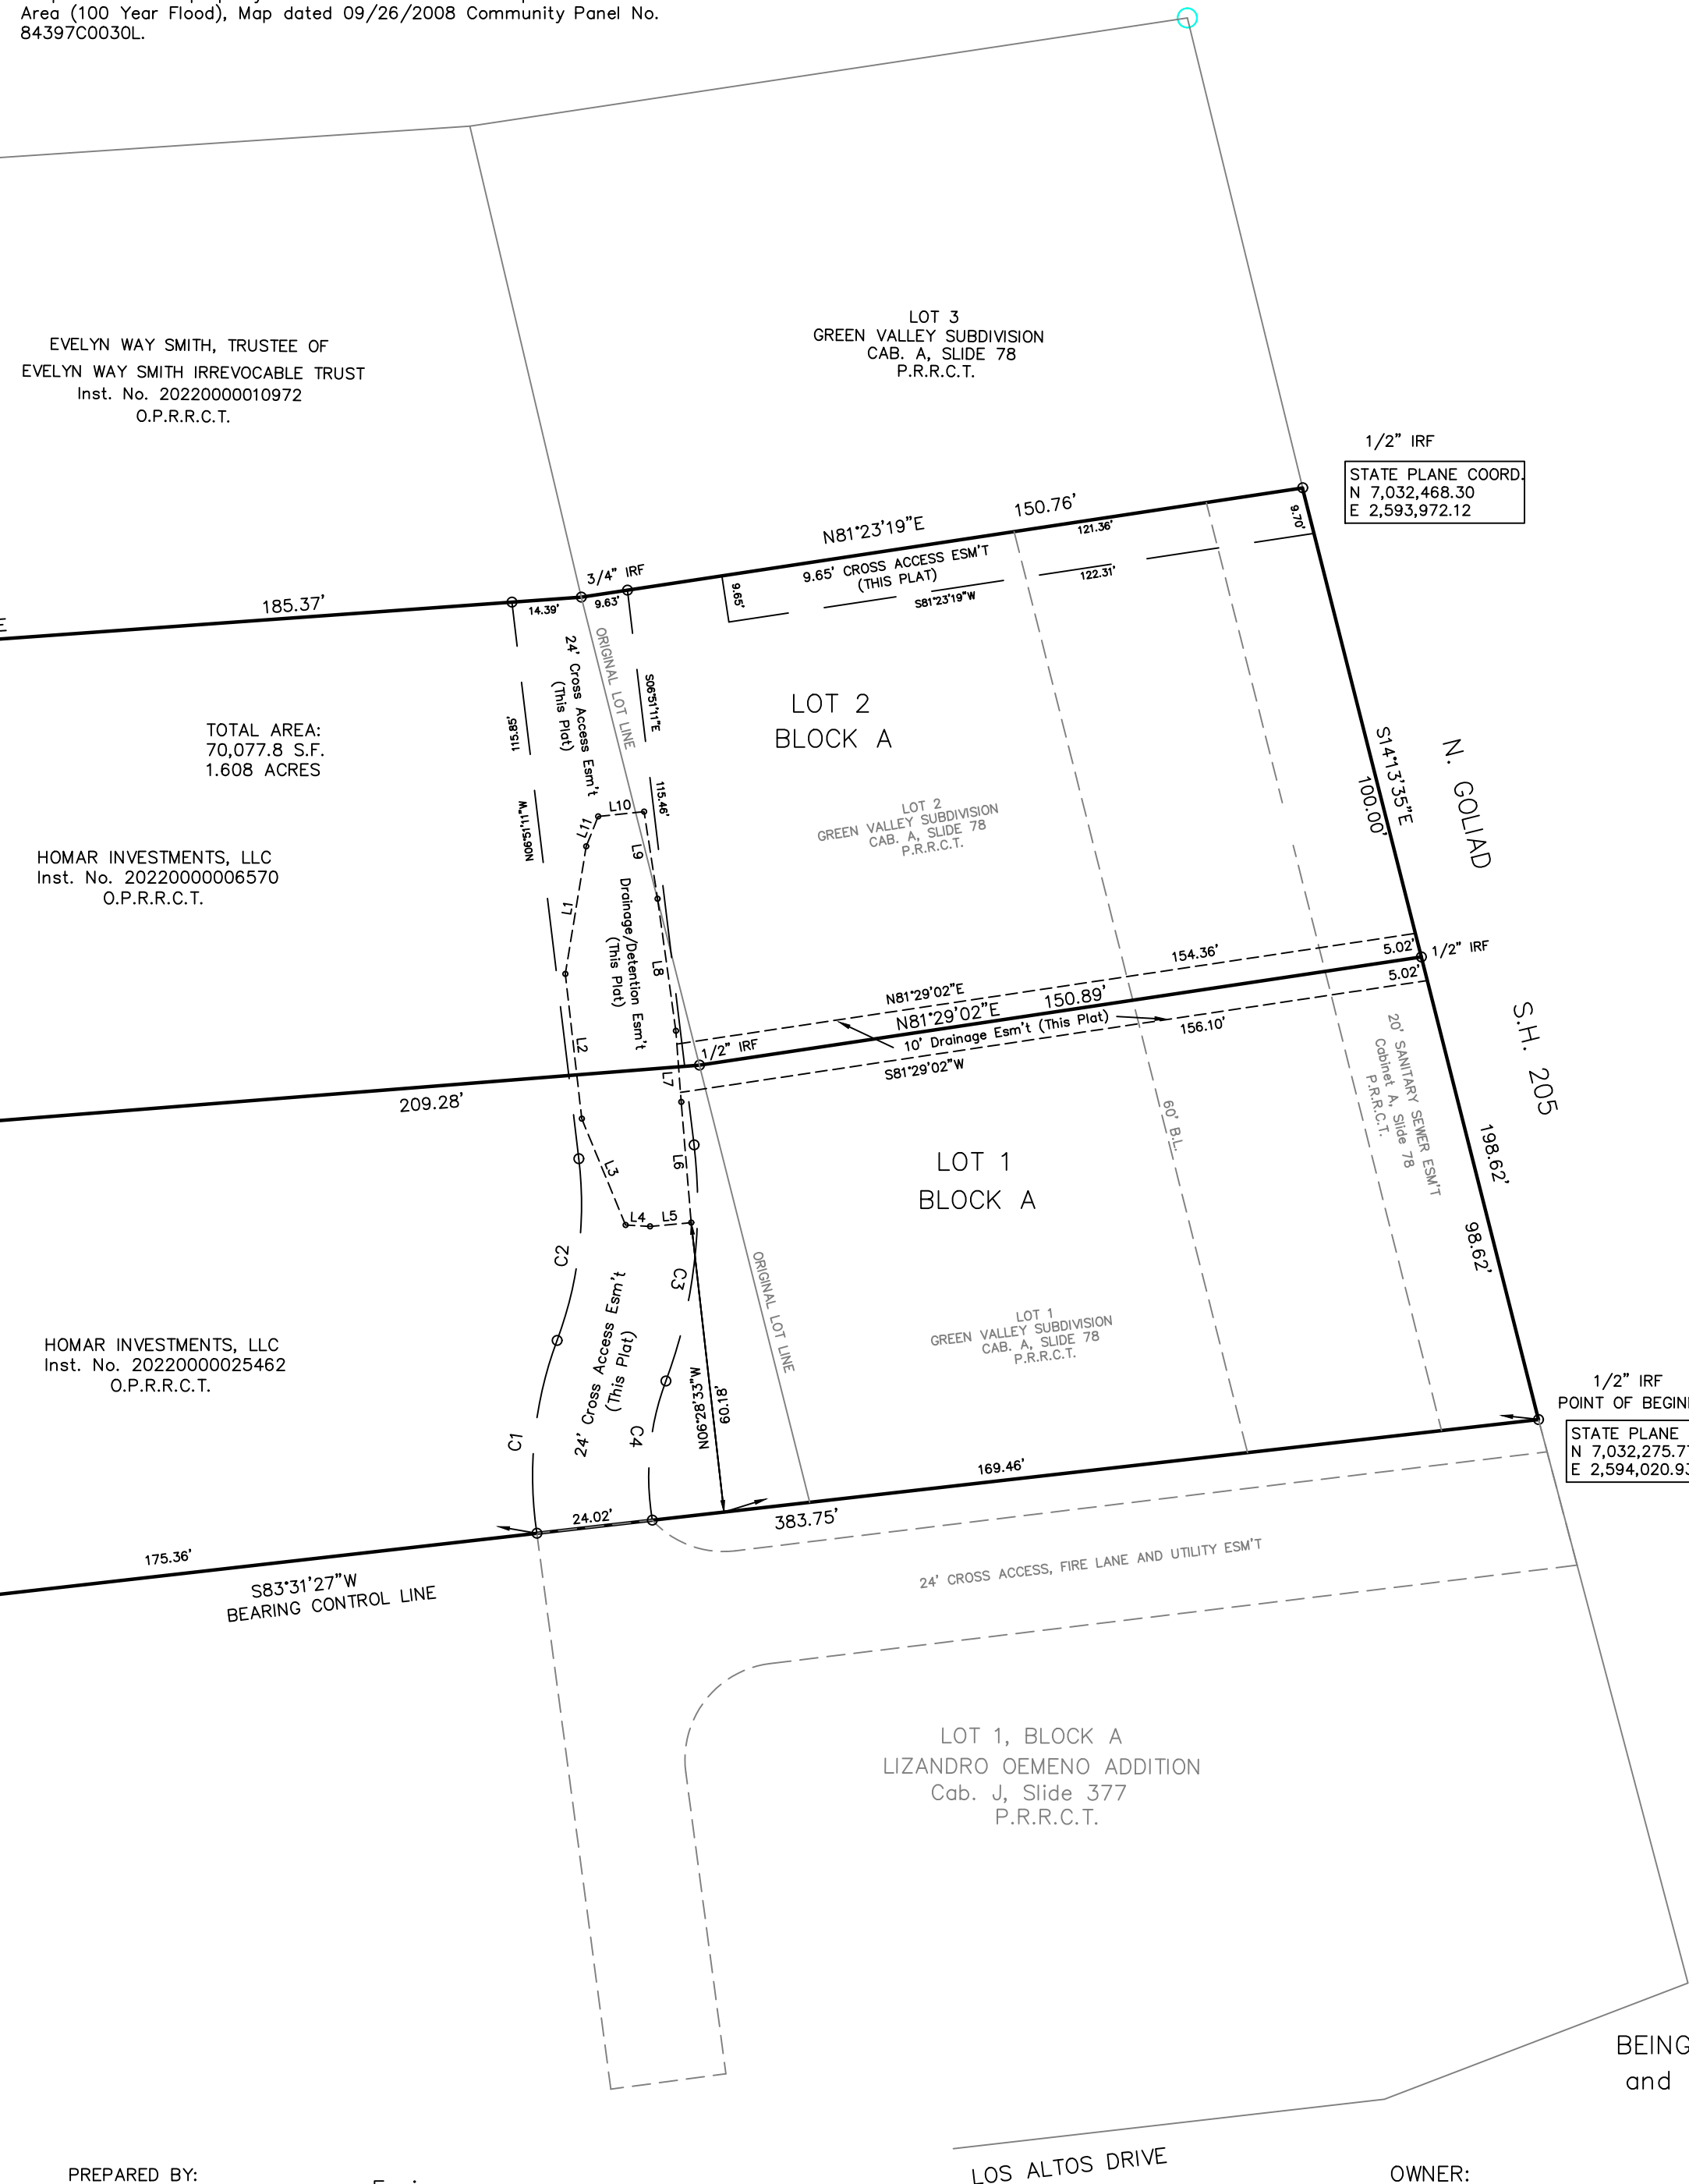 Area (100 Year Flood), Map dated 09/26/2008 Community Panel No.
84397C0030L.
EVELYN WAY SMITH, TRUSTEE OF
EVELYN WAY SMITH IRREVOCABLE TRUST
Inst. No. 20220000010972
O.P.R.R.C.T.
LOT 3
GREEN VALLEY SUBDIVISION
CAB. A, SLIDE 78
P.R.R.C.T.
1/2" IRF
STATE PLANE COORD.
N 7,032,468.30
E 2,593,972.12
N81°23'19"E
150.76'
121.36'
9.70'
9.65' CROSS ACCESS ESM'T
(THIS PLAT)
9.65'
S81°23'19"W
122.31'
3/4" IRF
185.37'
14.39'
9.63'
E
24' Cross Access Esm't
(This Plat)
ORIGINAL LOT LINE
S06°51'11"E
115.46'
115.85'
N06°51'11"W
TOTAL AREA:
70,077.8 S.F.
1.608 ACRES
LOT 2
BLOCK A
LOT 2
GREEN VALLEY SUBDIVISION
CAB. A, SLIDE 78
P.R.R.C.T.
S14°13'35"E
100.00'
N. GOLIAD
HOMAR INVESTMENTS, LLC
Inst. No. 20220000006570
O.P.R.R.C.T.
L10
L11
L9
L1
Drainage/Detention Esm't
(This Plat)
L8
L2
L7
1/2" IRF
N81°29'02"E
154.36'
5.02'
1/2" IRF
N81°29'02"E
150.89'
5.02'
10' Drainage Esm't (This Plat)
156.10'
S81°29'02"W
209.28'
S.H. 205
20' SANITARY SEWER ESM'T
Cabinet A, Slide 78
P.R.R.C.T.
60' B.L.
198.62'
98.62'
LOT 1
BLOCK A
L3
L6
L4
L5
C2
C3
24' Cross Access Esm't
(This Plat)
ORIGINAL LOT LINE
LOT 1
GREEN VALLEY SUBDIVISION
CAB. A, SLIDE 78
P.R.R.C.T.
HOMAR INVESTMENTS, LLC
Inst. No. 20220000025462
O.P.R.R.C.T.
N06°28'33"W
60.18'
C1
C4
1/2" IRF
POINT OF BEGIN
STATE PLANE
N 7,032,275.7
E 2,594,020.93
169.46'
24.02'
383.75'
175.36'
S83°31'27"W
BEARING CONTROL LINE
24' CROSS ACCESS, FIRE LANE AND UTILITY ESM'T
LOT 1, BLOCK A
LIZANDRO OEMENO ADDITION
Cab. J, Slide 377
P.R.R.C.T.
BEING
and
LOS ALTOS DRIVE
PREPARED BY:
OWNER: